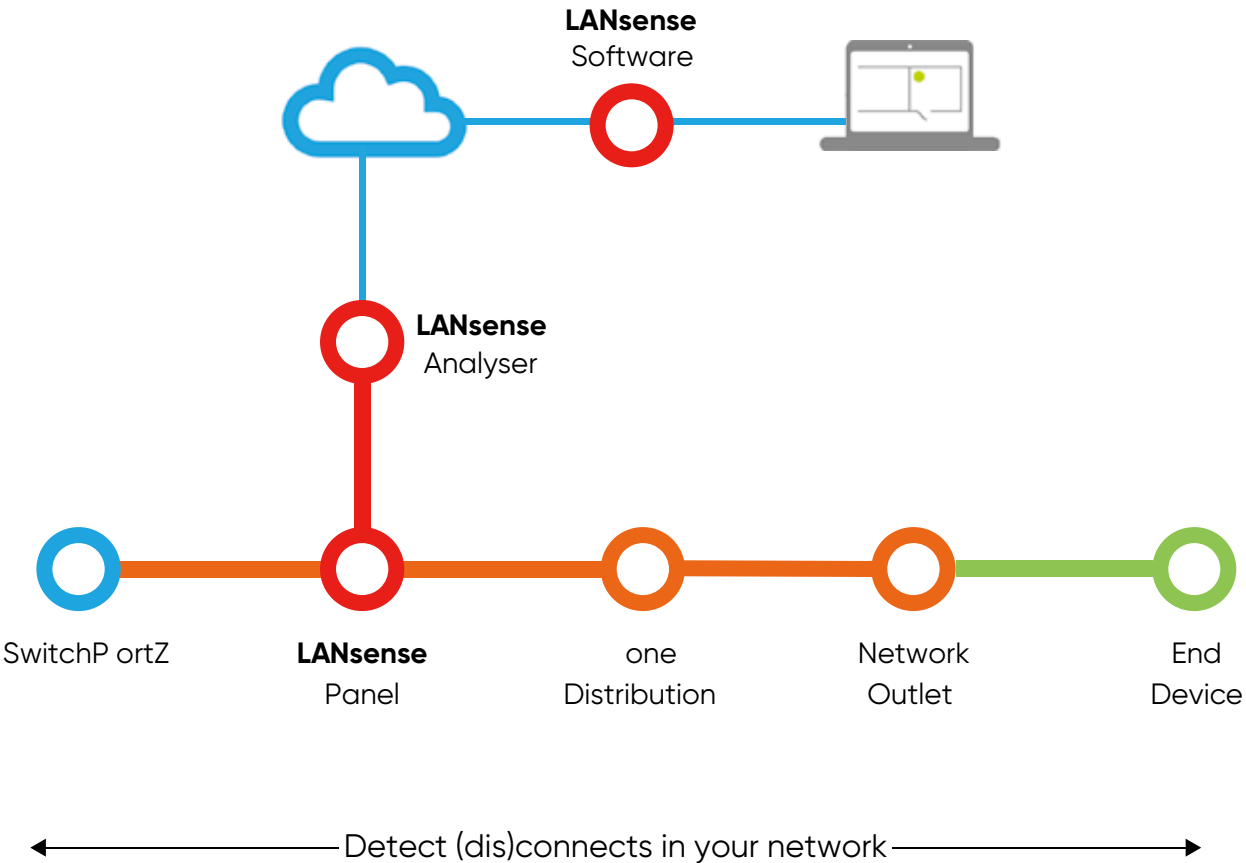 LANsense
Software
LANsense
Analyser
SwitchP ortZ
LANsense
Panel
one
Distribution
Network
Outlet
End
Device
Detect (dis)connects in your network